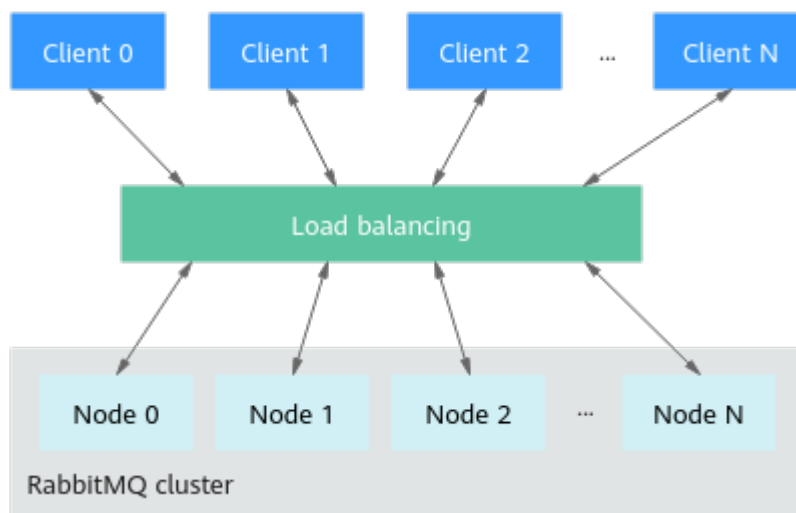 Client 0
Client 1
Client 2
...
Client N
Load balancing
Node 0
Node 1
Node 2
...
Node N
RabbitMQ cluster